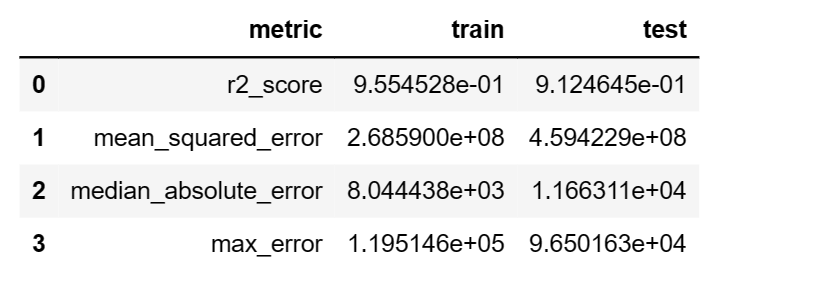 metric train test
0 r2_score 9.554528e-01 9.124645e-01
1 mean_squared_error 2.685900e+08 4.594229e+08
2 median_absolute_error 8.044438e+03 1.166311e+04
3 max_error 1.195146e+05 9.650163e+04